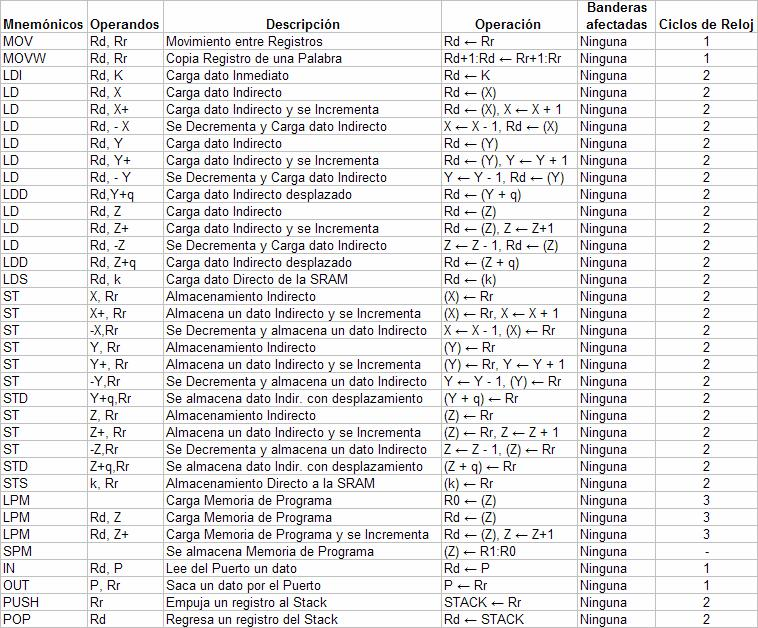 Mnemónicos Operandos Descripción Operación Banderas afectadas Ciclos de Reloj
MOV Rd, Rr Movimiento entre Registros Rd ← Rr Ninguna 1
MOVW Rd, Rr Copia Registro de una Palabra Rd+1:Rd ← Rr+1:Rr Ninguna 1
LDI Rd, K Carga dato Inmediato Rd ← K Ninguna 2
LD Rd, X Carga dato Indirecto Rd ← (X) Ninguna 2
LD Rd, X+ Carga dato Indirecto y se Incrementa Rd ← (X), X ← X + 1 Ninguna 2
LD Rd, - X Se Decrementa y Carga dato Indirecto X ← X - 1, Rd ← (X) Ninguna 2
LD Rd, Y Carga dato Indirecto Rd ← (Y) Ninguna 2
LD Rd, Y+ Carga dato Indirecto y se Incrementa Rd ← (Y), Y ← Y + 1 Ninguna 2
LD Rd, - Y Se Decrementa y Carga dato Indirecto Y ← Y - 1, Rd ← (Y) Ninguna 2
LDD Rd,Y+q Carga dato Indirecto desplazado Rd ← (Y + q) Ninguna 2
LD Rd, Z Carga dato Indirecto Rd ← (Z) Ninguna 2
LD Rd, Z+ Carga dato Indirecto y se Incrementa Rd ← (Z), Z ← Z+1 Ninguna 2
LD Rd, -Z Se Decrementa y Carga dato Indirecto Z ← Z - 1, Rd ← (Z) Ninguna 2
LDD Rd, Z+q Carga dato Indirecto desplazado Rd ← (Z + q) Ninguna 2
LDS Rd, k Carga dato Directo de la SRAM Rd ← (k) Ninguna 2
ST X, Rr Almacenamiento Indirecto (X) ← Rr Ninguna 2
ST X+, Rr Almacena un dato Indirecto y se Incrementa (X) ← Rr, X ← X + 1 Ninguna 2
ST -X,Rr Se Decrementa y almacena un dato Indirecto X ← X - 1, (X) ← Rr Ninguna 2
ST Y, Rr Almacenamiento Indirecto (Y) ← Rr Ninguna 2
ST Y+, Rr Almacena un dato Indirecto y se Incrementa (Y) ← Rr, Y ← Y + 1 Ninguna 2
ST -Y,Rr Se Decrementa y almacena un dato Indirecto Y ← Y - 1, (Y) ← Rr Ninguna 2
STD Y+q,Rr Se almacena dato Indir. con desplazamiento (Y + q) ← Rr Ninguna 2
ST Z, Rr Almacenamiento Indirecto (Z) ← Rr Ninguna 2
ST Z+, Rr Almacena un dato Indirecto y se Incrementa (Z) ← Rr, Z ← Z + 1 Ninguna 2
ST -Z,Rr Se Decrementa y almacena un dato Indirecto Z ← Z - 1, (Z) ← Rr Ninguna 2
STD Z+q,Rr Se almacena dato Indir. con desplazamiento (Z + q) ← Rr Ninguna 2
STS k, Rr Almacenamiento Directo a la SRAM (k) ← Rr Ninguna 2
LPM Carga Memoria de Programa R0 ← (Z) Ninguna 3
LPM Rd, Z Carga Memoria de Programa Rd ← (Z) Ninguna 3
LPM Rd, Z+ Carga Memoria de Programa y se Incrementa Rd ← (Z), Z ← Z+1 Ninguna 3
SPM Se almacena Memoria de Programa (Z) ← R1:R0 Ninguna -
IN Rd, P Lee del Puerto un dato Rd ← P Ninguna 1
OUT P, Rr Saca un dato por el Puerto P ← Rr Ninguna 1
PUSH Rr Empuja un registro al Stack STACK ← Rr Ninguna 2
POP Rd Regresa un registro del Stack Rd ← STACK Ninguna 2